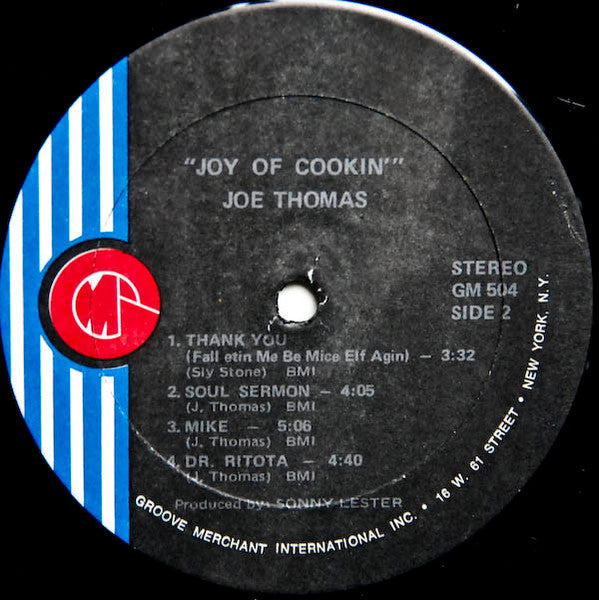 "JOY OF COOKIN'"
JOE THOMAS
STEREO
GM 504
SIDE 2
1. THANK YOU
(Fall etin Me Be Mice Elf Agin) – 3:32
(Sly Stone) BMI
2. SOUL SERMON – 4:05
(J. Thomas) BMI
3. MIKE – 5:06
(J. Thomas) BMI
4. DR. RITOTA – 4:40
(J. Thomas) BMI
Produced by: SONNY LESTER
GROOVE MERCHANT INTERNATIONAL INC. • 16 W. 61 STREET • NEW YORK, N.Y.